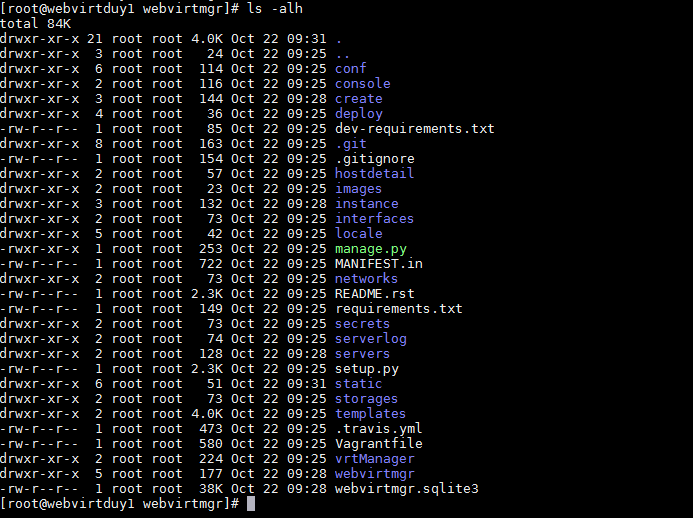 [root@webvirtduy1 webvirtmgr]# ls -alh
total 84K
drwxr-xr-x 21 root root 4.0K Oct 22 09:31 .
drwxr-xr-x  3 root root   24 Oct 22 09:25 ..
drwxr-xr-x  6 root root  114 Oct 22 09:25 conf
drwxr-xr-x  2 root root  116 Oct 22 09:25 console
drwxr-xr-x  3 root root  144 Oct 22 09:28 create
drwxr-xr-x  4 root root   36 Oct 22 09:25 deploy
-rw-r--r--  1 root root   85 Oct 22 09:25 dev-requirements.txt
drwxr-xr-x  8 root root  163 Oct 22 09:25 .git
-rw-r--r--  1 root root  154 Oct 22 09:25 .gitignore
drwxr-xr-x  2 root root   57 Oct 22 09:25 hostdetail
drwxr-xr-x  2 root root   23 Oct 22 09:25 images
drwxr-xr-x  3 root root  132 Oct 22 09:28 instance
drwxr-xr-x  2 root root   73 Oct 22 09:25 interfaces
drwxr-xr-x  5 root root   42 Oct 22 09:25 locale
-rwxr-xr-x  1 root root  253 Oct 22 09:25 manage.py
-rw-r--r--  1 root root  722 Oct 22 09:25 MANIFEST.in
drwxr-xr-x  2 root root   73 Oct 22 09:25 networks
-rw-r--r--  1 root root 2.3K Oct 22 09:25 README.rst
-rw-r--r--  1 root root  149 Oct 22 09:25 requirements.txt
drwxr-xr-x  2 root root   73 Oct 22 09:25 secrets
drwxr-xr-x  2 root root   74 Oct 22 09:25 serverlog
drwxr-xr-x  2 root root  128 Oct 22 09:28 servers
-rw-r--r--  1 root root 2.3K Oct 22 09:25 setup.py
drwxr-xr-x  6 root root   51 Oct 22 09:31 static
drwxr-xr-x  2 root root   73 Oct 22 09:25 storages
drwxr-xr-x  2 root root 4.0K Oct 22 09:25 templates
-rw-r--r--  1 root root  473 Oct 22 09:25 .travis.yml
-rw-r--r--  1 root root  580 Oct 22 09:25 Vagrantfile
drwxr-xr-x  2 root root  224 Oct 22 09:25 vrtManager
drwxr-xr-x  5 root root  177 Oct 22 09:28 webvirtmgr
-rw-r--r--  1 root root  38K Oct 22 09:28 webvirtmgr.sqlite3
[root@webvirtduy1 webvirtmgr]#